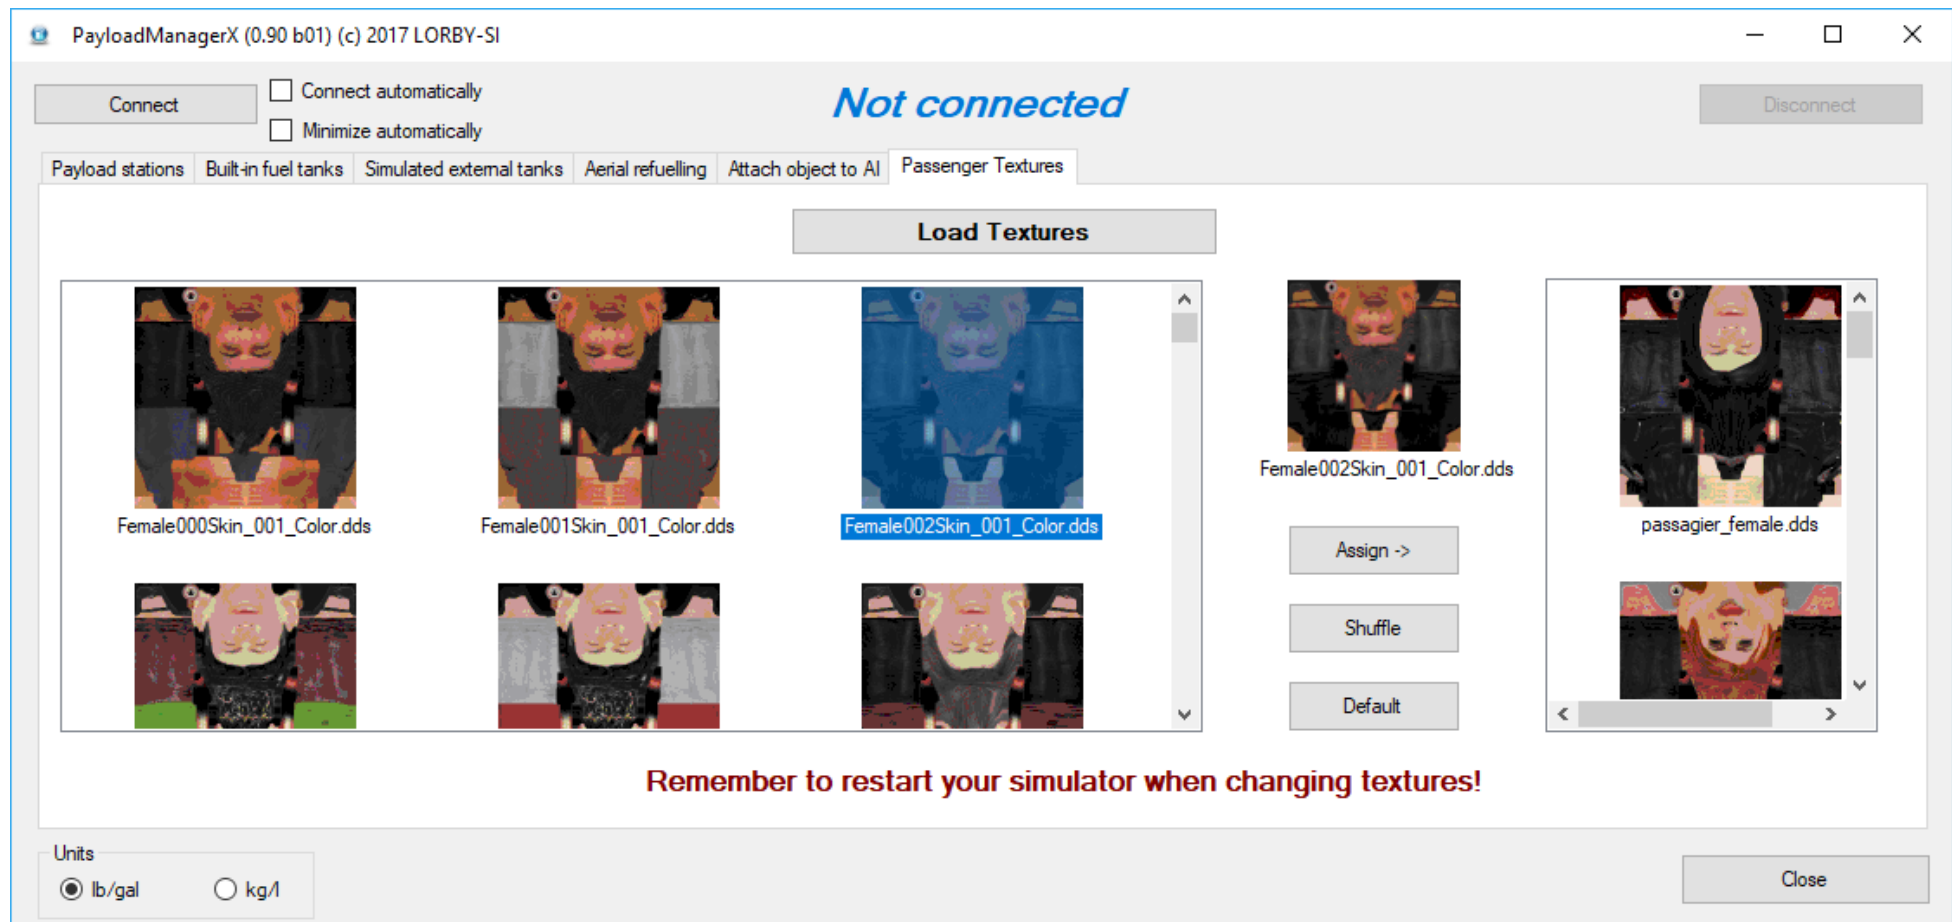 PayloadManagerX (0.90 b01) (c) 2017 LORBY-SI
Connect
Connect automatically
Minimize automatically
Not connected
Disconnect
Payload stations
Built-in fuel tanks
Simulated external tanks
Aerial refuelling
Attach object to AI
Passenger Textures
Load Textures
Female000Skin_001_Color.dds
Female001Skin_001_Color.dds
Female002Skin_001_Color.dds
Female002Skin_001_Color.dds
Assign ->
Shuffle
Default
passagier_female.dds
Remember to restart your simulator when changing textures!
Units
lb/gal
kg/l
Close